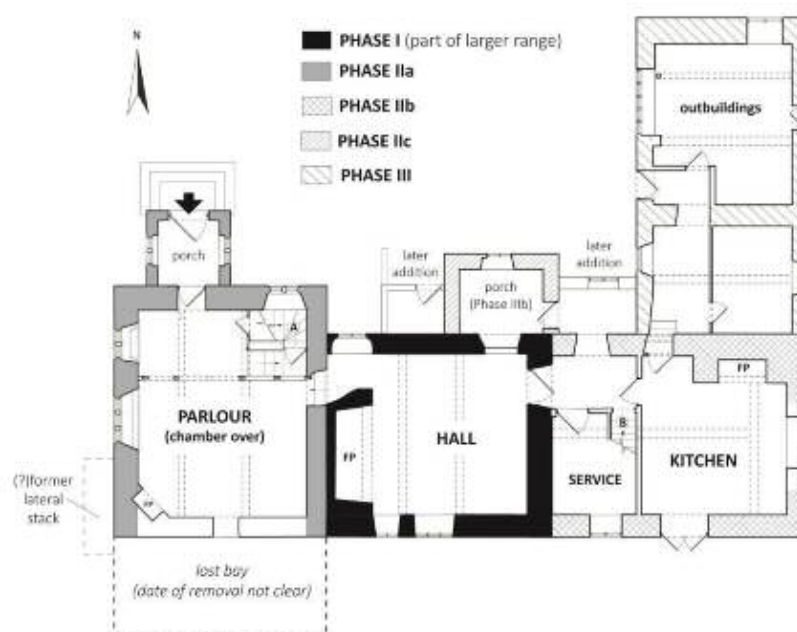 N
PHASE I (part of larger range)
PHASE IIa
PHASE IIb
PHASE IIc
PHASE III
outbuildings
porch
later
addition
porch
(Phase IIIb)
later
addition
A
FP
PARLOUR
(chamber over)
HALL
FP
B
SERVICE
KITCHEN
(?)former
lateral
stack
FP
lost bay
(date of removal not clear)